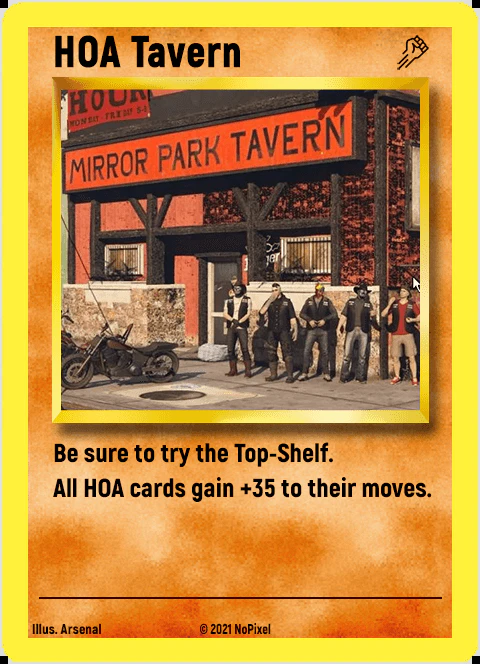 HOA Tavern
HOUR
MIRROR PARK TAVERN
Be sure to try the Top-Shelf.
All HOA cards gain +35 to their moves.
Illus. Arsenal
© 2021 NoPixel